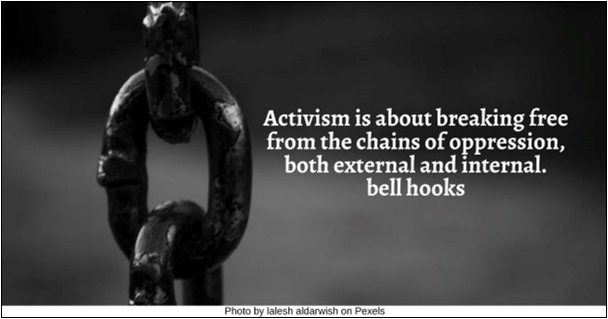 Activism is about breaking free
from the chains of oppression,
both external and internal.
bell hooks
Photo by lalesh aldarwish on Pexels